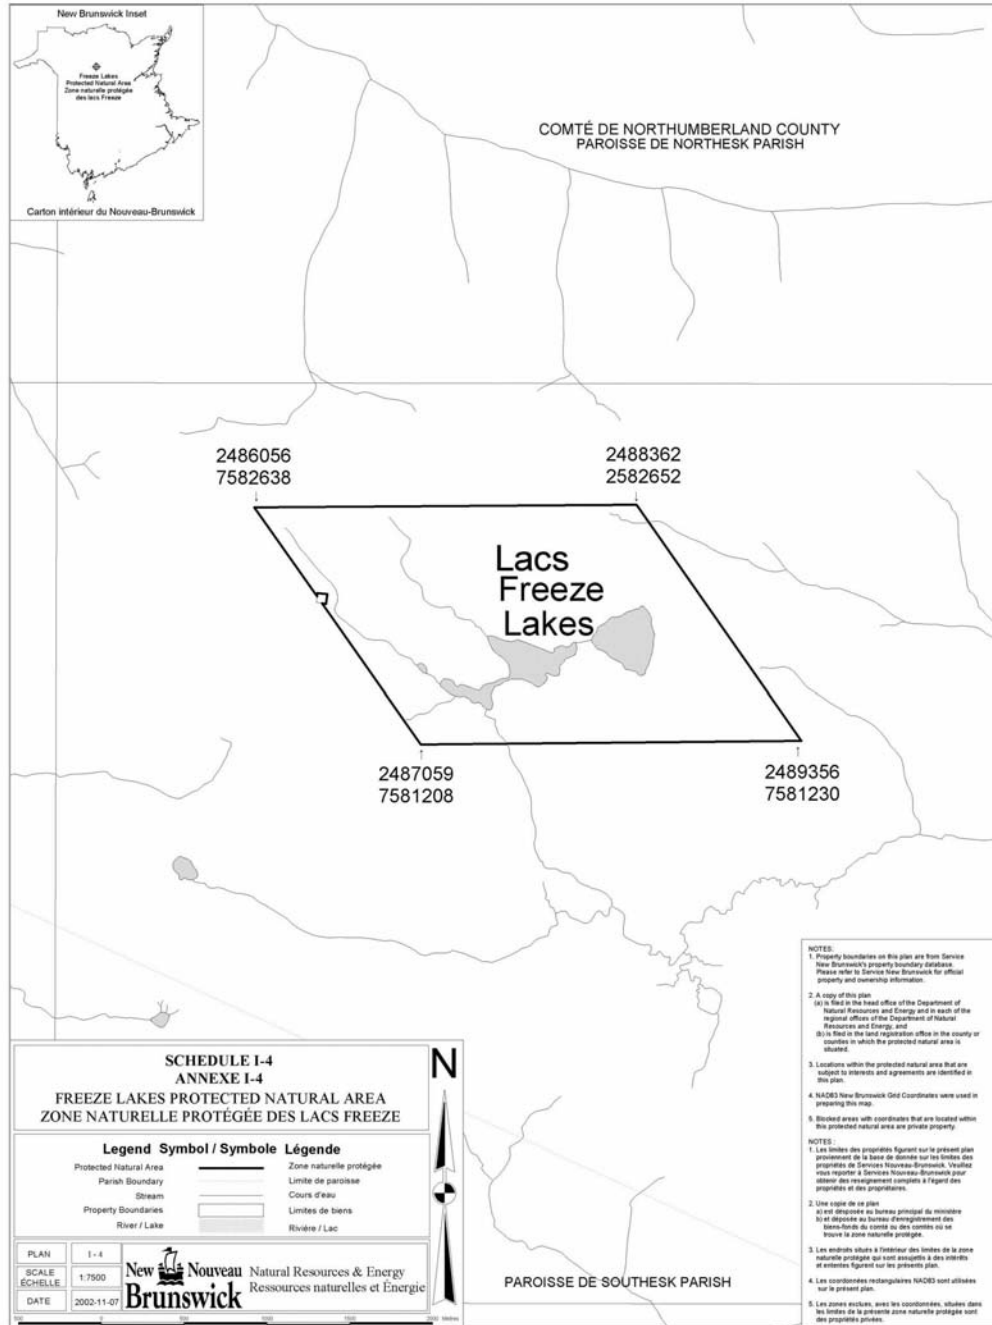 New Brunswick Inset
Freeze Lakes
Protected Natural Area
Zone naturelle protégée
des lacs Freeze
Carton intérieur du Nouveau-Brunswick
COMTÉ DE NORTHUMBERLAND COUNTY
PAROISSE DE NORTHESK PARISH
2486056
7582638
2488362
2582652
Lacs
Freeze
Lakes
2487059
7581208
2489356
7581230
NOTES:
1. Property boundaries on this plan are from Service
New Brunswick's property boundary database.
Please refer to Service New Brunswick for official
property and ownership information.
2. A copy of this plan
(a) is filed in the head office of the Department of
Natural Resources and Energy and in each of the
regional offices of the Department of Natural
Resources and Energy, and
(b) is filed in the land registration office in the county or
counties in which the protected natural area is
situated.
3. Locations within the protected natural area that are
subject to interests and agreements are identified in
this plan.
4. NAD83 New Brunswick Grid Coordinates were used in
preparing this map.
5. Blocked areas with coordinates that are located within
this protected natural area are private property.
NOTES :
1. Les limites des propriétés figurant sur le présent plan
proviennent de la base de donnée sur les limites des
propriétés de Services Nouveau-Brunswick. Veuillez
vous reporter à Services Nouveau-Brunswick pour
obtenir des reseignement complets à l'égard des
propriétés et des propriétaires.
2. Une copie de ce plan
a) est désposée au bureau principal du ministère
b) et déposée au bureau d'enregistrement des
biens-fonds du comté ou des comtés où se
trouve la zone naturelle protégée.
3. Les endroits situés à l'intérieur des limites de la zone
naturelle protégée qui sont assujettis à des intérêts
et ententes figurent sur les présents plan.
4. Les coordonnées rectangulaires NAD83 sont utilisées
sur le présent plan.
5. Les zones exclues, avec les coordonnées, situées dans
les limites de la présente zone naturelle protégée sont
des propriétés privées.
SCHEDULE I-4
ANNEXE I-4
FREEZE LAKES PROTECTED NATURAL AREA
ZONE NATURELLE PROTÉGÉE DES LACS FREEZE
N
Legend Symbol / Symbole Légende
Protected Natural Area Zone naturelle protégée
Parish Boundary Limite de paroisse
Stream Cours d'eau
Property Boundaries Limites de biens
River / Lake Rivière / Lac
PLAN I - 4
SCALE
ÉCHELLE 1:7500
DATE 2002-11-07
New Nouveau
Brunswick
Natural Resources & Energy
Ressources naturelles et Énergie
PAROISSE DE SOUTHESK PARISH
500 0 500 1000 1500 2000 Metres